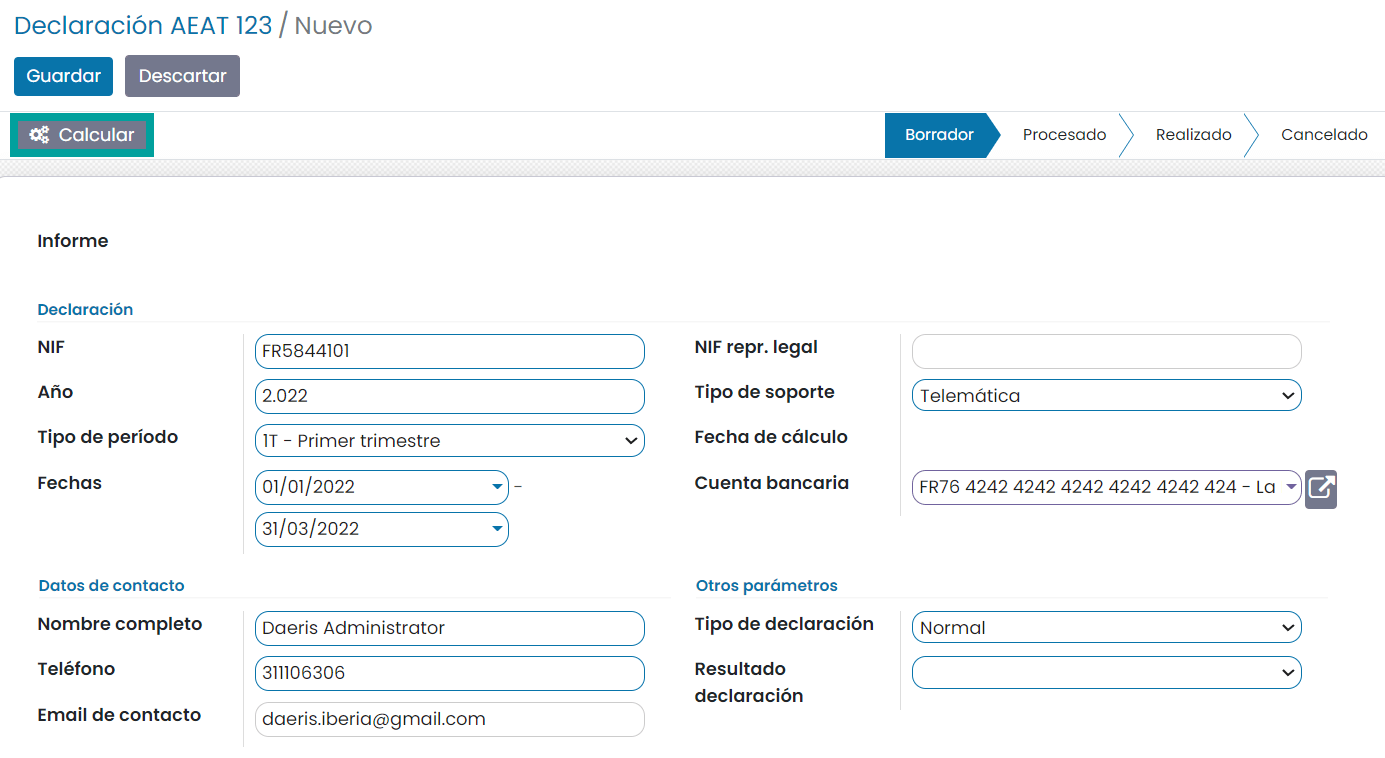 Declaración AEAT 123 / Nuevo
Guardar Descartar
Calcular Borrador Procesado Realizado Cancelado
Informe
Declaración
NIF FR5844101 NIF repr. legal
Año 2.022 Tipo de soporte Telemática
Tipo de período 1T - Primer trimestre Fecha de cálculo
Fechas 01/01/2022 – Cuenta bancaria FR76 4242 4242 4242 4242 4242 424 - La
31/03/2022
Datos de contacto Otros parámetros
Nombre completo Daeris Administrator Tipo de declaración Normal
Teléfono 311106306 Resultado
declaración
Email de contacto daeris.iberia@gmail.com